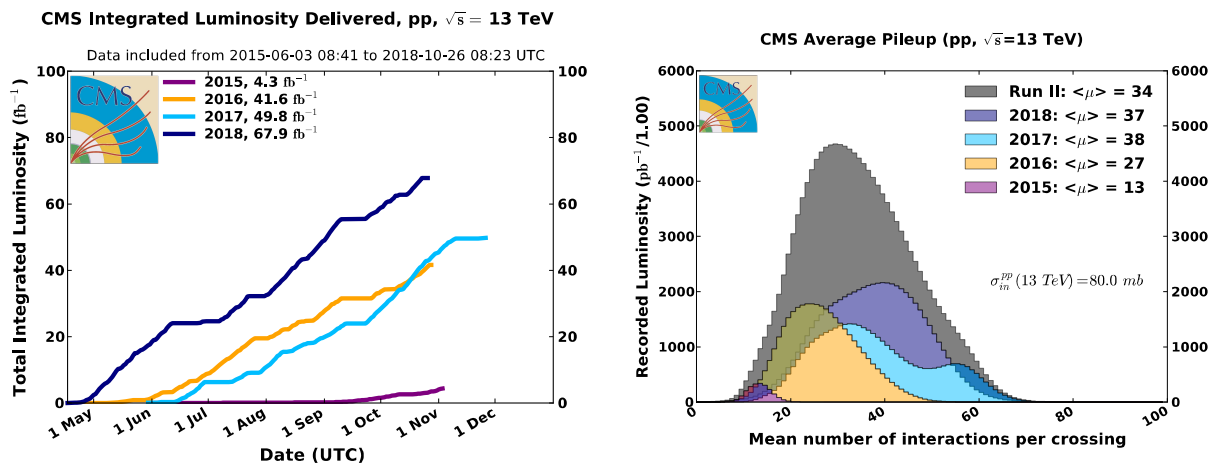 CMS Integrated Luminosity Delivered, pp, √s = 13 TeV
Data included from 2015-06-03 08:41 to 2018-10-26 08:23 UTC
CMS
2015, 4.3 fb⁻¹
2016, 41.6 fb⁻¹
2017, 49.8 fb⁻¹
2018, 67.9 fb⁻¹
Total Integrated Luminosity (fb⁻¹)
100
80
60
40
20
0
100
80
60
40
20
0
1 May
1 Jun
1 Jul
1 Aug
1 Sep
1 Oct
1 Nov
1 Dec
Date (UTC)
CMS Average Pileup (pp, √s=13 TeV)
CMS
Run II: <μ> = 34
2018: <μ> = 37
2017: <μ> = 38
2016: <μ> = 27
2015: <μ> = 13
σ_in^pp (13 TeV)=80.0 mb
Recorded Luminosity (pb⁻¹/1.00)
6000
5000
4000
3000
2000
1000
0
6000
5000
4000
3000
2000
1000
0
0
20
40
60
80
100
Mean number of interactions per crossing